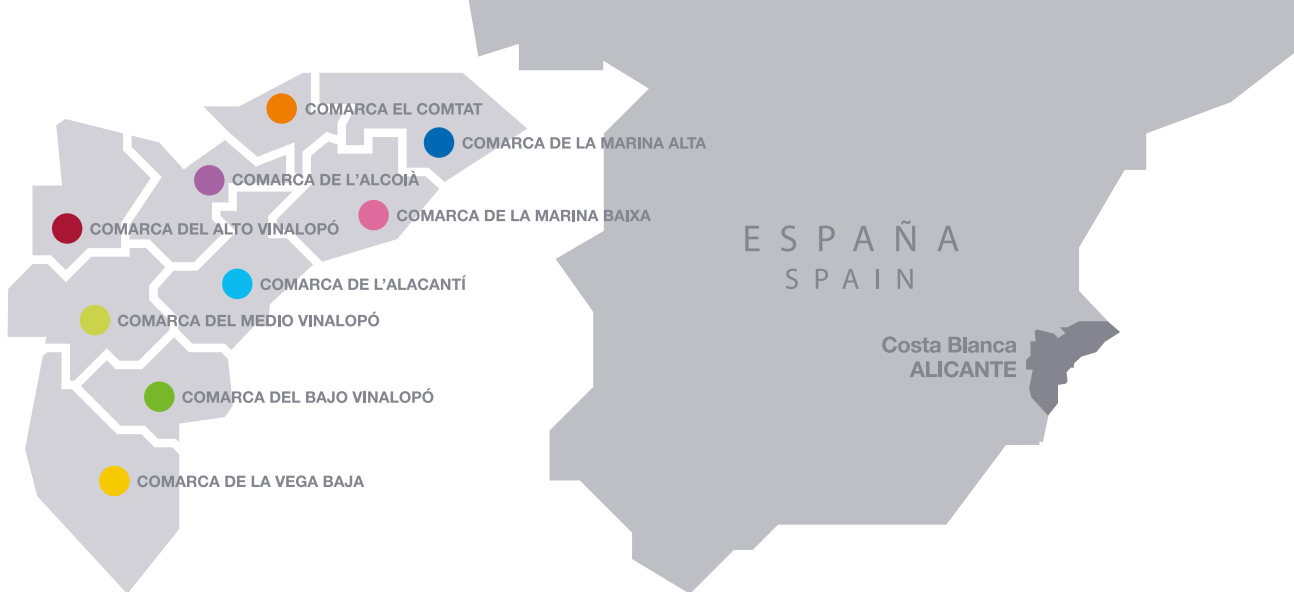 COMARCA EL COMTAT
COMARCA DE LA MARINA ALTA
COMARCA DE L'ALCOIÀ
COMARCA DE LA MARINA BAIXA
COMARCA DEL ALTO VINALOPÓ
COMARCA DE L'ALACANTÍ
COMARCA DEL MEDIO VINALOPÓ
COMARCA DEL BAJO VINALOPÓ
COMARCA DE LA VEGA BAJA
ESPAÑA
SPAIN
Costa Blanca
ALICANTE